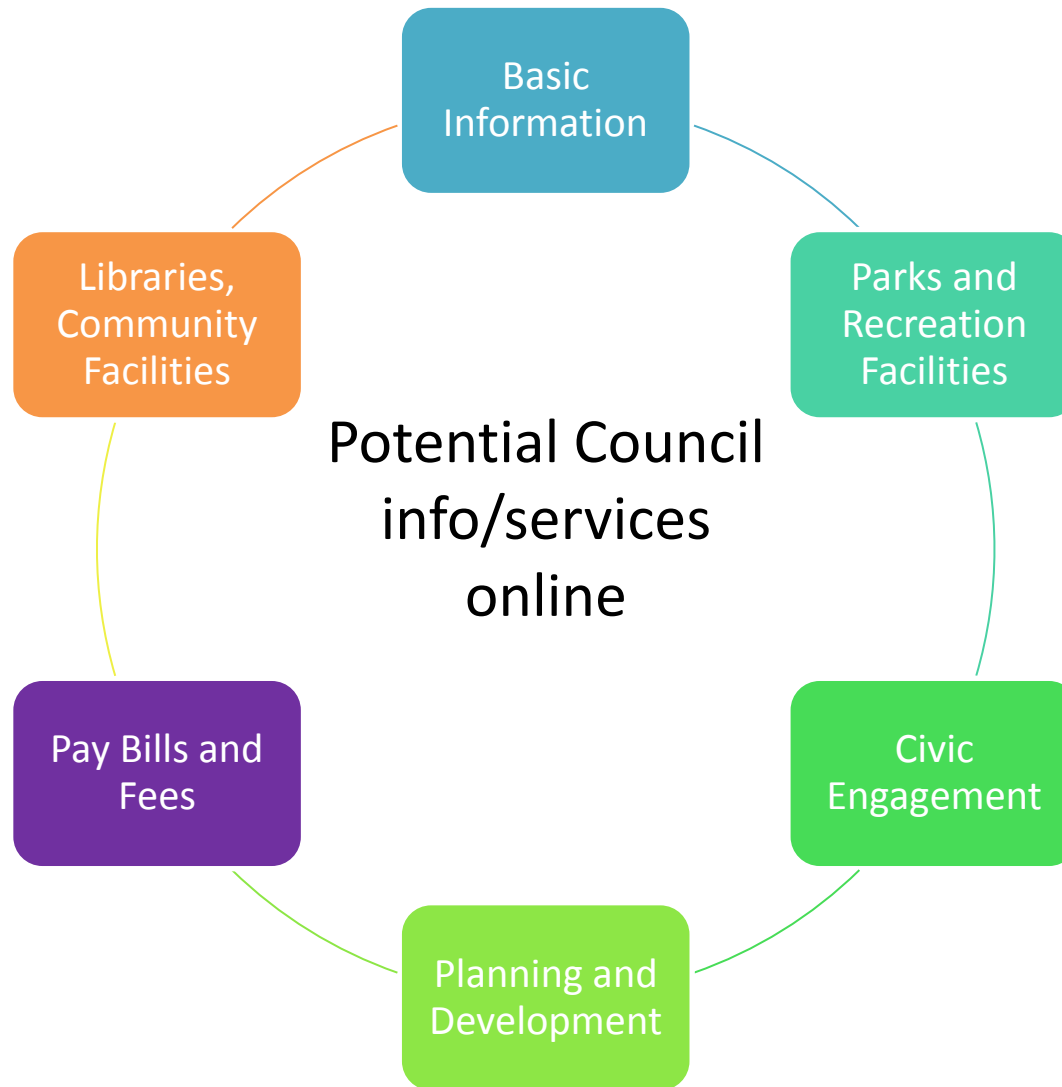 Basic
Information
Parks and
Recreation
Facilities
Civic
Engagement
Planning and
Development
Pay Bills and
Fees
Libraries,
Community
Facilities
Potential Council
info/services
online